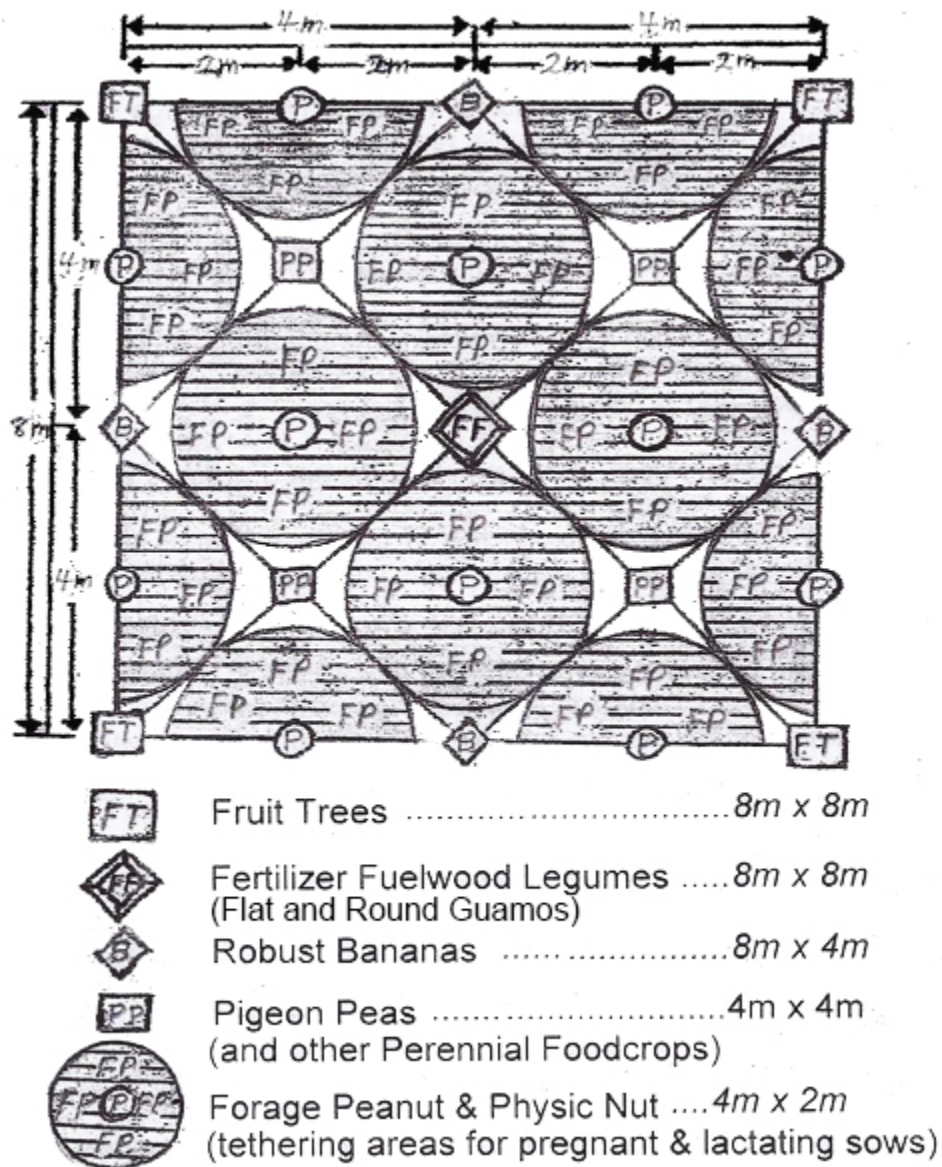 4m 4m
2m 2m 2m 2m
FT P B P FT
FP FP FP FP
FP FP
FP FP FP
4m PP PP
P FP FP P FP FP P
FP FP FP
FP FP
8m B FP P FP FF FP P FP B
FP FP
FP FP FP
4m P FP PP FP P FP PP FP P
FP FP FP
FP FP
FP FP FP FP
FT P B P FT
FT Fruit Trees ..................................8m x 8m
FF Fertilizer Fuelwood Legumes .....8m x 8m
(Flat and Round Guamos)
B Robust Bananas ...... .................8m x 4m
PP Pigeon Peas ..............................4m x 4m
(and other Perennial Foodcrops)
FP
FP P FP Forage Peanut & Physic Nut ....4m x 2m
FP
(tethering areas for pregnant & lactating sows)